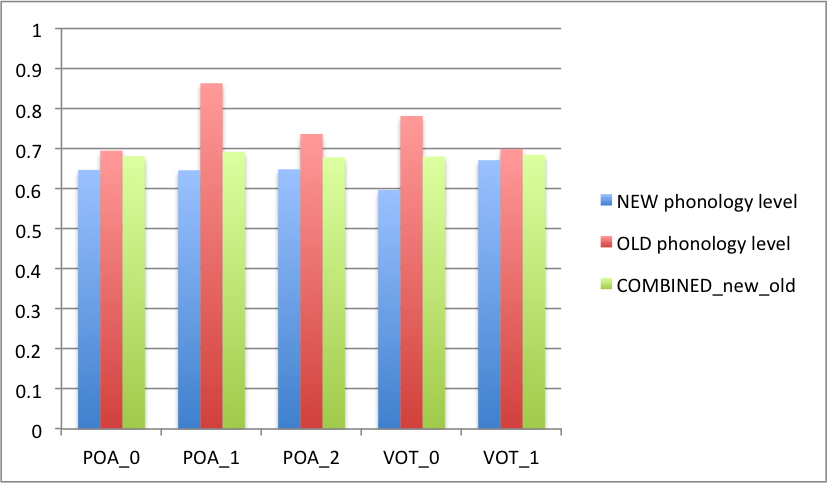 1
0.9
0.8
0.7
0.6
0.5
0.4
0.3
0.2
0.1
0
POA_0 POA_1 POA_2 VOT_0 VOT_1
NEW phonology level
OLD phonology level
COMBINED_new_old